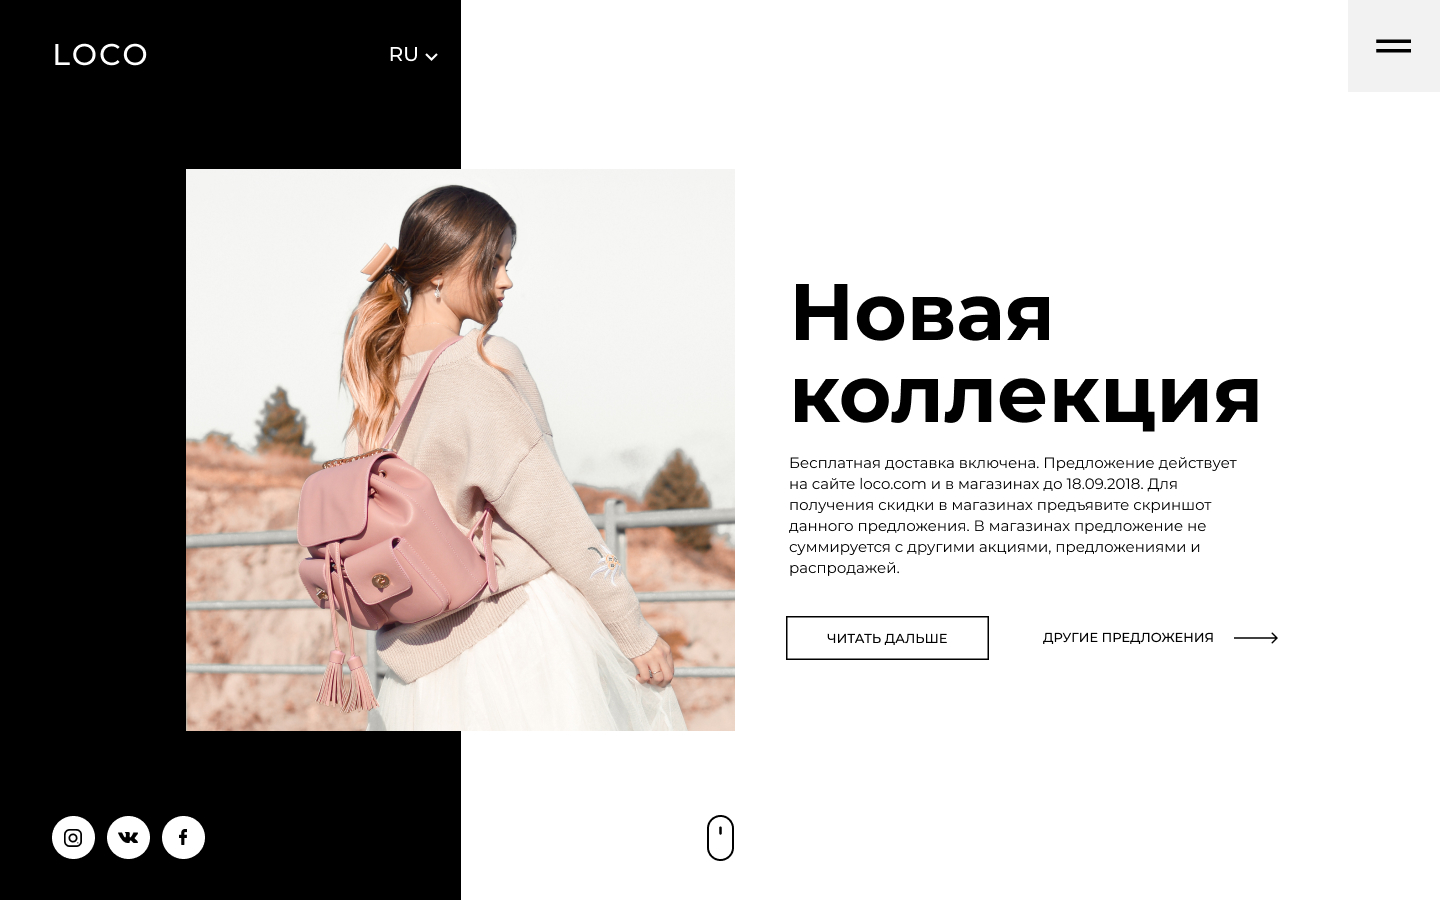 LOCO
RU
Новая
коллекция
Бесплатная доставка включена. Предложение действует
на сайте loco.com и в магазинах до 18.09.2018. Для
получения скидки в магазинах предъявите скриншот
данного предложения. В магазинах предложение не
суммируется с другими акциями, предложениями и
распродажей.
ЧИТАТЬ ДАЛЬШЕ
ДРУГИЕ ПРЕДЛОЖЕНИЯ